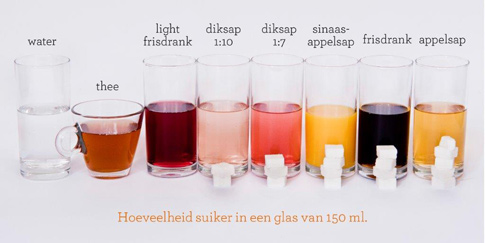 water
thee
light
frisdrank
diksap
1:10
diksap
1:7
sinaas-
appelsap
frisdrank
appelsap
Hoeveelheid suiker in een glas van 150 ml.